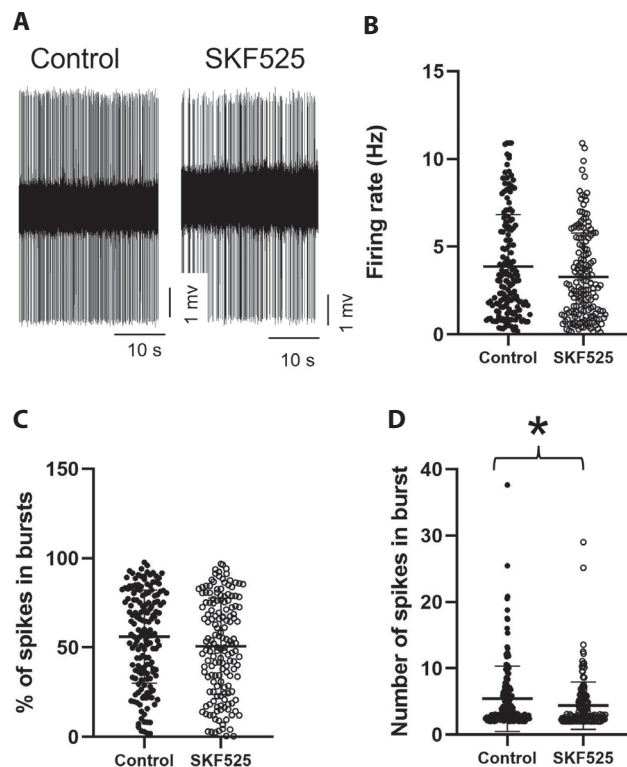 A
Control
SKF525
1 mv
1 mv
10 s
10 s
B
Firing rate (Hz)
15
10
5
0
Control
SKF525
C
% of spikes in bursts
150
100
50
0
Control
SKF525
D
*
Number of spikes in burst
40
30
20
10
0
Control
SKF525